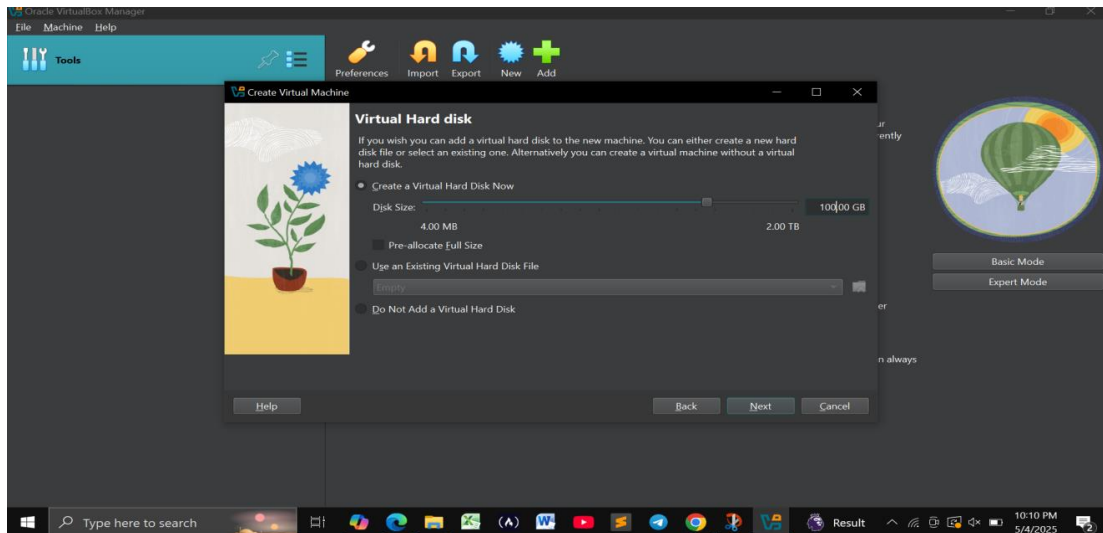 Oracle VirtualBox Manager
File Machine Help
Tools
Preferences Import Export New Add
Create Virtual Machine
Virtual Hard disk
If you wish you can add a virtual hard disk to the new machine. You can either create a new hard
disk file or select an existing one. Alternatively you can create a virtual machine without a virtual
hard disk.
Create a Virtual Hard Disk Now
Disk Size:
100.00 GB
4.00 MB 2.00 TB
Pre-allocate Full Size
Use an Existing Virtual Hard Disk File
Empty
Do Not Add a Virtual Hard Disk
Help Back Next Cancel
ur
ently
er
n always
Basic Mode
Expert Mode
Type here to search
Result
10:10 PM
5/4/2025
2